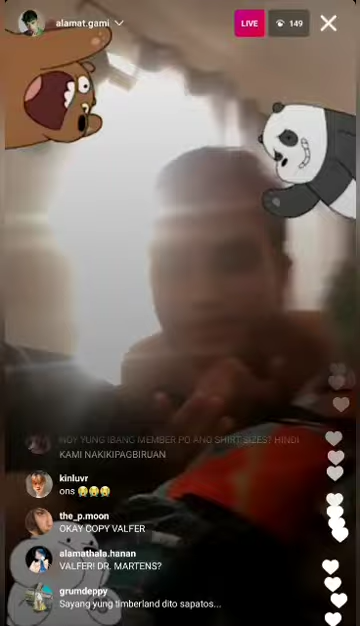 alamat.gami
LIVE
149
NOY YUNG IBANG MEMBER PO ANO SHIRT SIZES? HINDI
KAMI NAKIKIPAGBIRUAN
kinluvr
ons 😭😭😭
the_p.moon
OKAY COPY VALFER
alamathala.hanan
VALFER! DR. MARTENS?
grumdeppy
Sayang yung timberland dito sapatos...